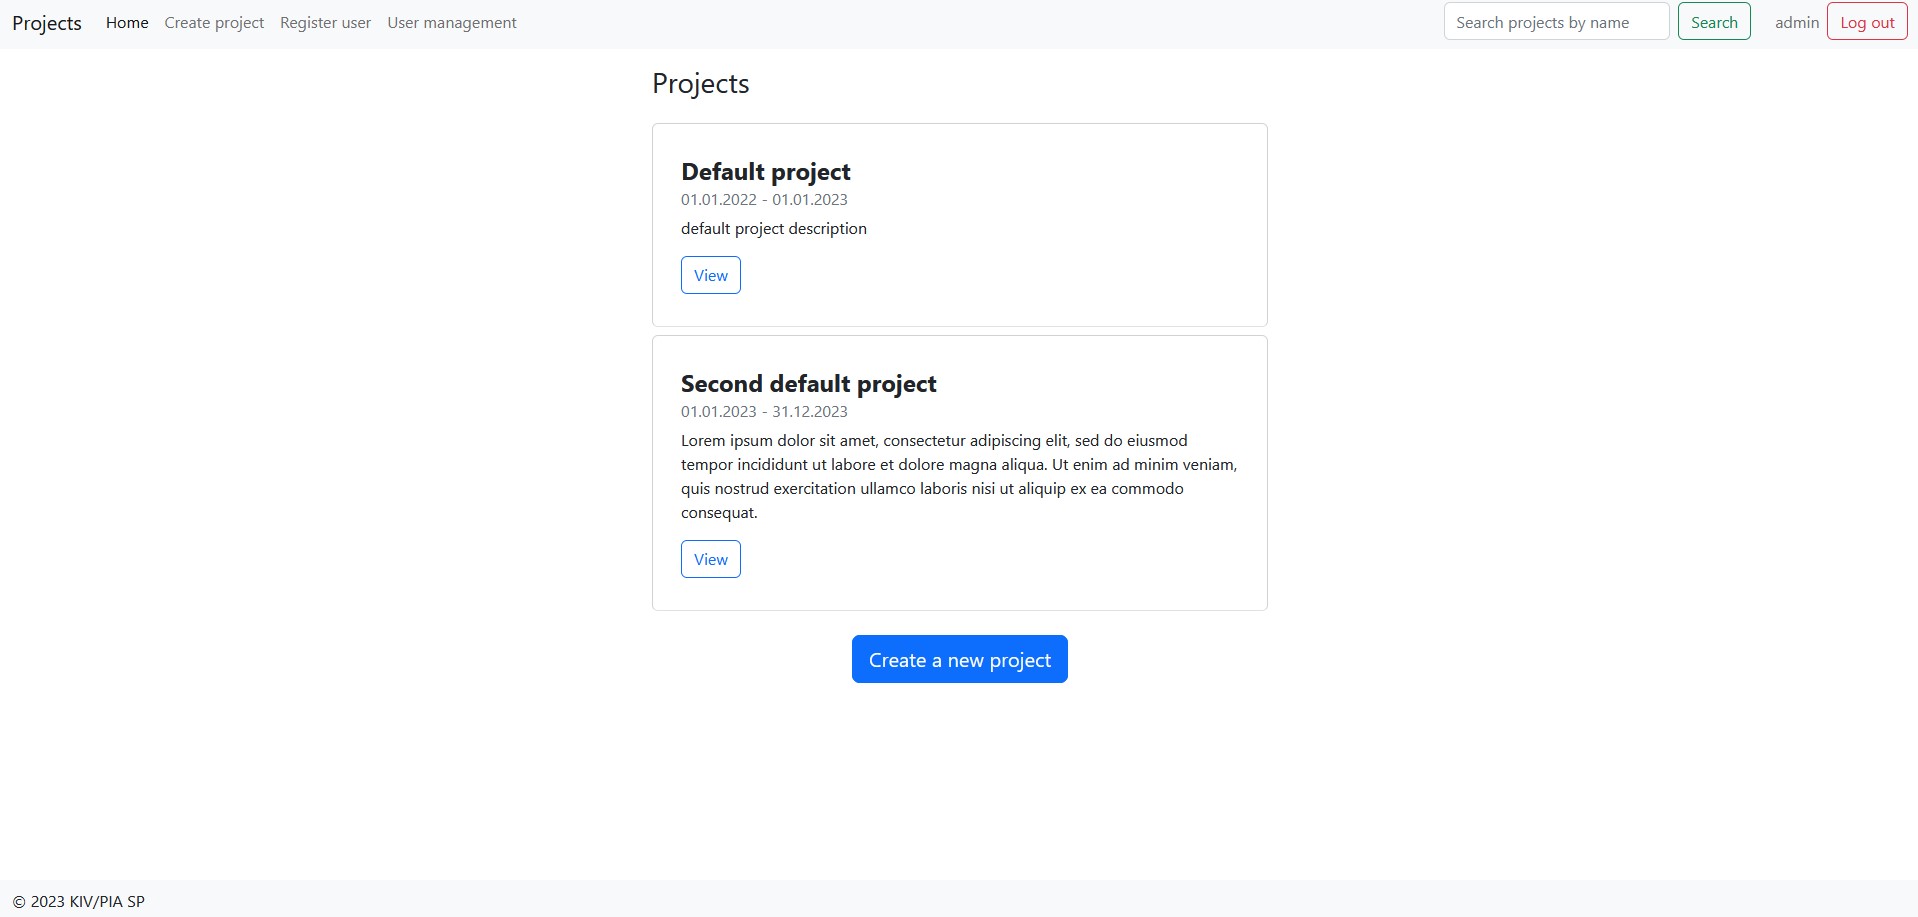 Projects Home Create project Register user User management Search projects by name Search admin Log out
Projects
Default project
01.01.2022 - 01.01.2023
default project description
View
Second default project
01.01.2023 - 31.12.2023
Lorem ipsum dolor sit amet, consectetur adipiscing elit, sed do eiusmod
tempor incididunt ut labore et dolore magna aliqua. Ut enim ad minim veniam,
quis nostrud exercitation ullamco laboris nisi ut aliquip ex ea commodo
consequat.
View
Create a new project
© 2023 KIV/PIA SP